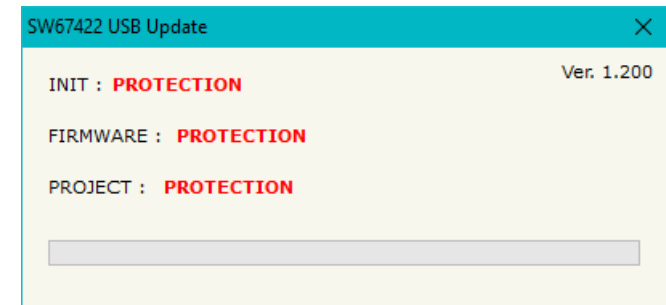 SW67422 USB Update
Ver. 1.200
INIT : PROTECTION
FIRMWARE : PROTECTION
PROJECT : PROTECTION